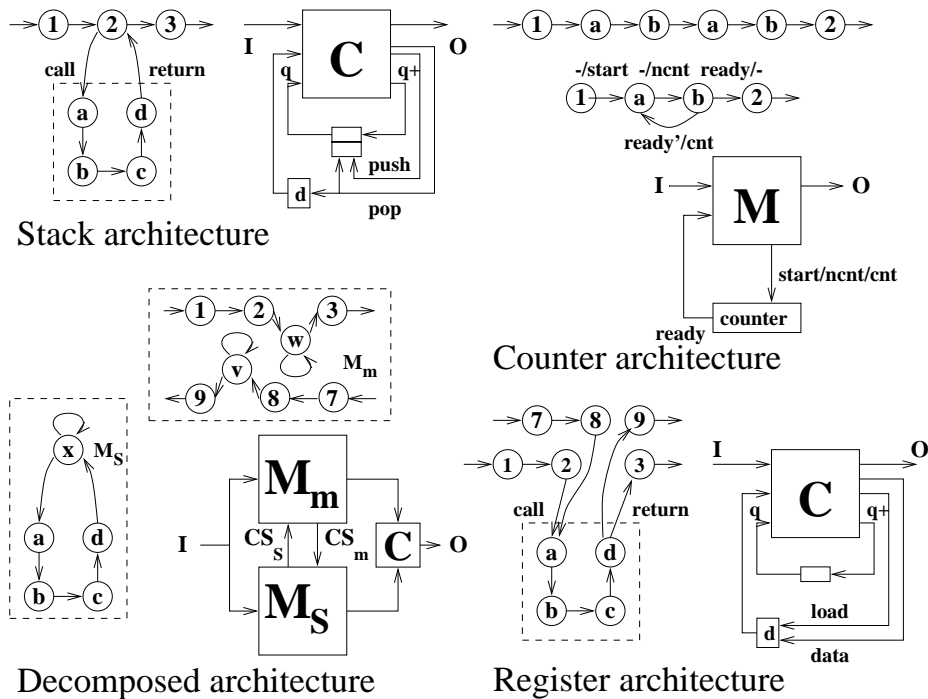 1 2 3
call return
a d
b c
I C O
q q+
push
d
pop
Stack architecture
1 a b a b 2
-/start -/ncnt ready/-
1 a b 2
ready'/cnt
I M O
start/ncnt/cnt
counter
ready
Counter architecture
1 2 3
w
v M_m
9 8 7
x M_S
a d
b c
M_m
I CS_S CS_m C O
M_S
Decomposed architecture
7 8 9
1 2 3
call return
a d
b c
I C O
q q+
load
d
data
Register architecture